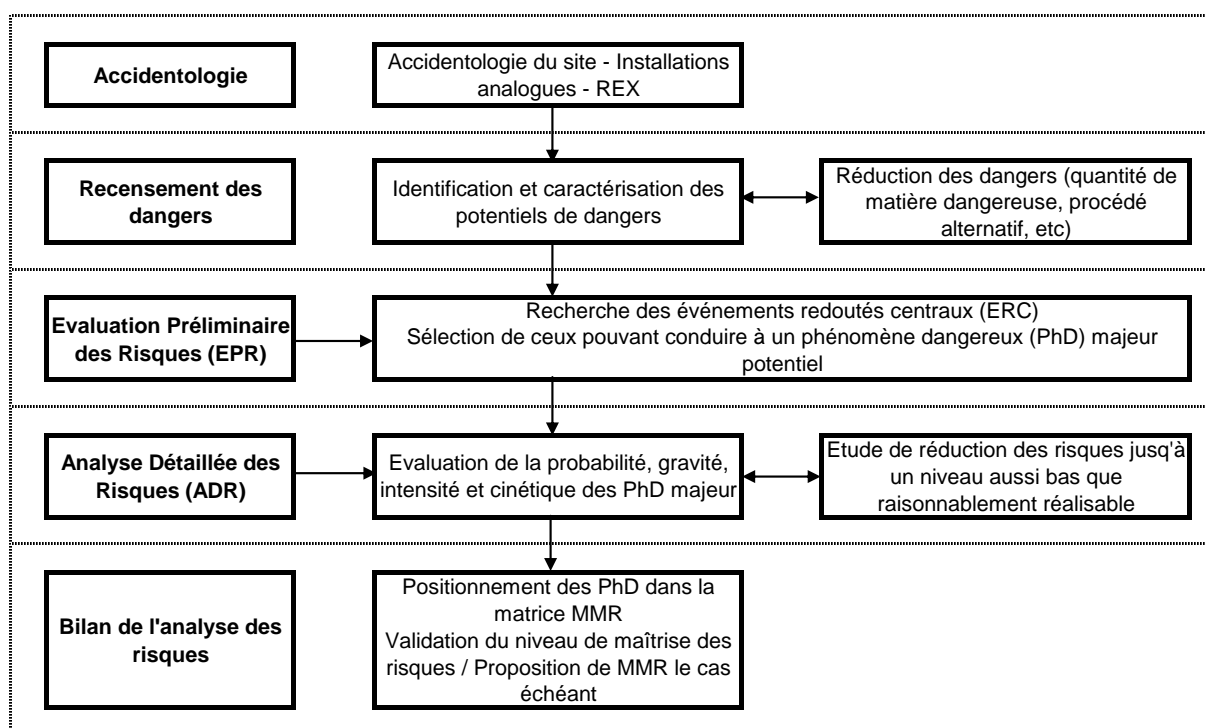 Accidentologie
Accidentologie du site - Installations
analogues - REX
Recensement des
dangers
Identification et caractérisation des
potentiels de dangers
Réduction des dangers (quantité de
matière dangereuse, procédé
alternatif, etc)
Evaluation Préliminaire
des Risques (EPR)
Recherche des événements redoutés centraux (ERC)
Sélection de ceux pouvant conduire à un phénomène dangereux (PhD) majeur
potentiel
Analyse Détaillée des
Risques (ADR)
Evaluation de la probabilité, gravité,
intensité et cinétique des PhD majeur
Etude de réduction des risques jusq'à
un niveau aussi bas que
raisonnablement réalisable
Bilan de l'analyse des
risques
Positionnement des PhD dans la
matrice MMR
Validation du niveau de maîtrise des
risques / Proposition de MMR le cas
échéant